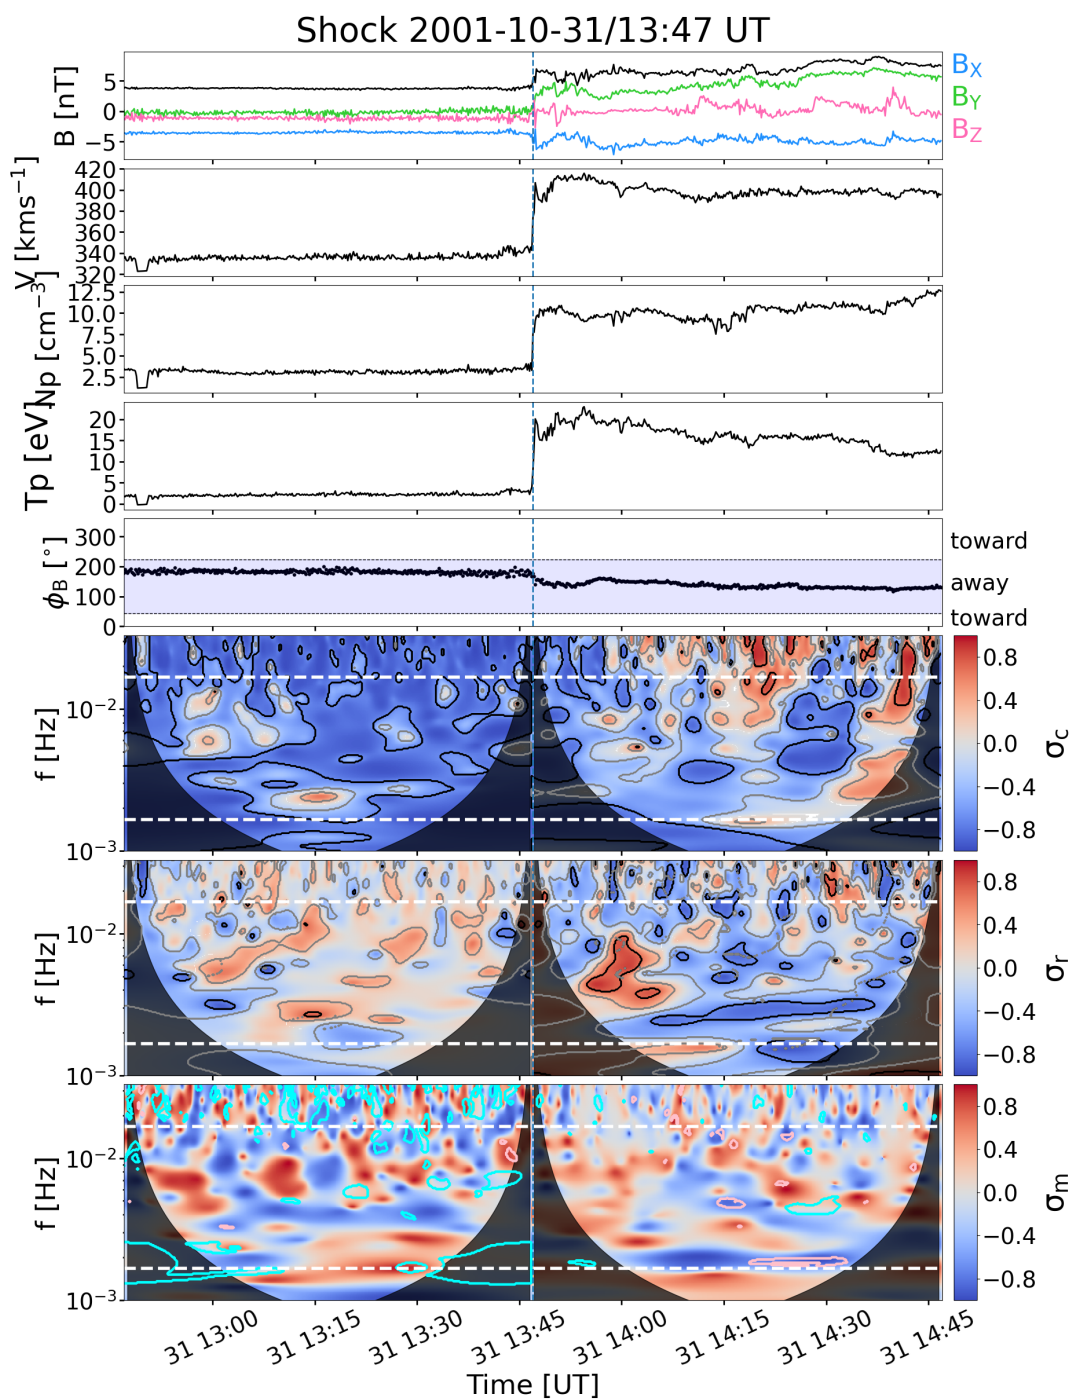 Shock 2001-10-31/13:47 UT
B [nT]
5
0
−5
B_X
B_Y
B_Z
V [kms⁻¹]
420
400
380
360
340
320
Np [cm⁻³]
12.5
10.0
7.5
5.0
2.5
Tp [eV]
20
15
10
5
0
ϕ_B [°]
300
200
100
0
toward
away
toward
f [Hz]
10⁻²
10⁻³
0.8
0.4
0.0
−0.4
−0.8
σ_c
f [Hz]
10⁻²
10⁻³
0.8
0.4
0.0
−0.4
−0.8
σ_r
f [Hz]
10⁻²
10⁻³
0.8
0.4
0.0
−0.4
−0.8
σ_m
31 13:00
31 13:15
31 13:30
31 13:45
31 14:00
31 14:15
31 14:30
31 14:45
Time [UT]